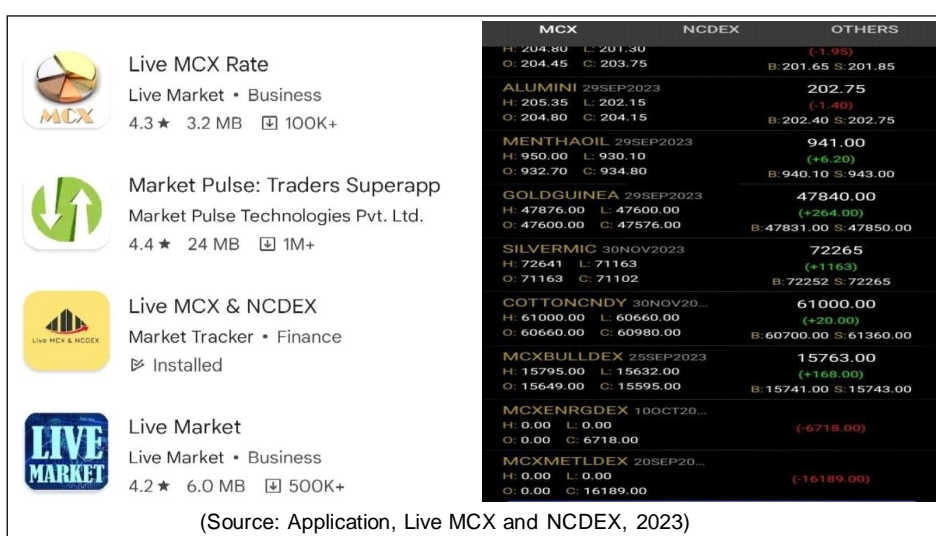 Live MCX Rate
Live Market • Business
4.3★ 3.2 MB 100K+
MCX
Market Pulse: Traders Superapp
Market Pulse Technologies Pvt. Ltd.
4.4★ 24 MB 1M+
Live MCX & NCDEX
Market Tracker • Finance
Installed
Live MCX & NCDEX
Live Market
Live Market • Business
4.2★ 6.0 MB 500K+
LIVE
MARKET
MCX NCDEX OTHERS
H: 204.80 L: 201.30 (-1.95)
O: 204.45 C: 203.75 B:201.65 S:201.85
ALUMINI 29SEP2023 202.75
H: 205.35 L: 202.15 (-1.40)
O: 204.80 C: 204.15 B:202.40 S:202.75
MENTHAOIL 29SEP2023 941.00
H: 950.00 L: 930.10 (+6.20)
O: 932.70 C: 934.80 B:940.10 S:943.00
GOLDGUINEA 29SEP2023 47840.00
H: 47876.00 L: 47600.00 (+264.00)
O: 47600.00 C: 47576.00 B:47831.00 S:47850.00
SILVERMIC 30NOV2023 72265
H: 72641 L: 71163 (+1163)
O: 71163 C: 71102 B:72252 S:72265
COTTONCNDY 30NOV20... 61000.00
H: 61000.00 L: 60660.00 (+20.00)
O: 60660.00 C: 60980.00 B:60700.00 S:61360.00
MCXBULLDEX 25SEP2023 15763.00
H: 15795.00 L: 15632.00 (+168.00)
O: 15649.00 C: 15595.00 B:15741.00 S:15743.00
MCXENRGDEX 10OCT20...
H: 0.00 L: 0.00 (-6718.00)
O: 0.00 C: 6718.00
MCXMETLDEX 20SEP20...
H: 0.00 L: 0.00 (-16189.00)
O: 0.00 C: 16189.00
(Source: Application, Live MCX and NCDEX, 2023)